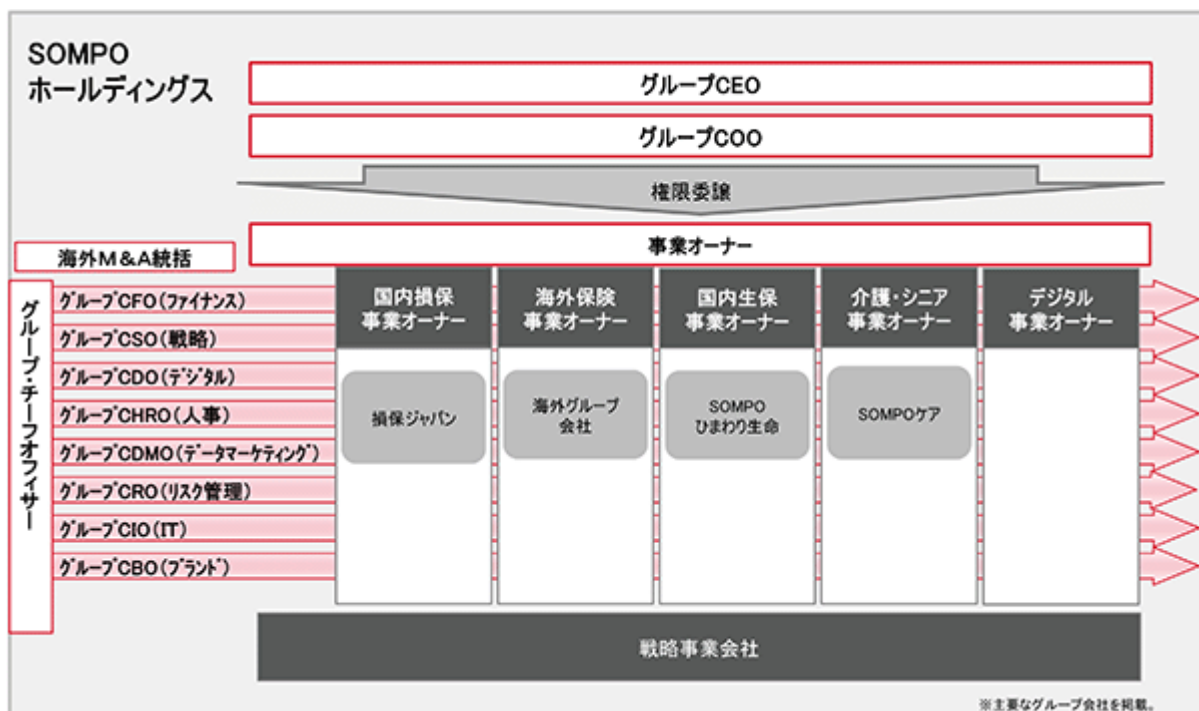 SOMPO
ホールディングス
グループCEO
グループCOO
権限委譲
事業オーナー
海外M&A統括
グループ・チーフオフィサー
グループCFO(ファイナンス)
グループCSO(戦略)
グループCDO(デジタル)
グループCHRO(人事)
グループCDMO(データマーケティング)
グループCRO(リスク管理)
グループCIO(IT)
グループCBO(ブランド)
国内損保
事業オーナー
海外保険
事業オーナー
国内生保
事業オーナー
介護・シニア
事業オーナー
デジタル
事業オーナー
損保ジャパン
海外グループ
会社
SOMPO
ひまわり生命
SOMPOケア
戦略事業会社
※主要なグループ会社を掲載。